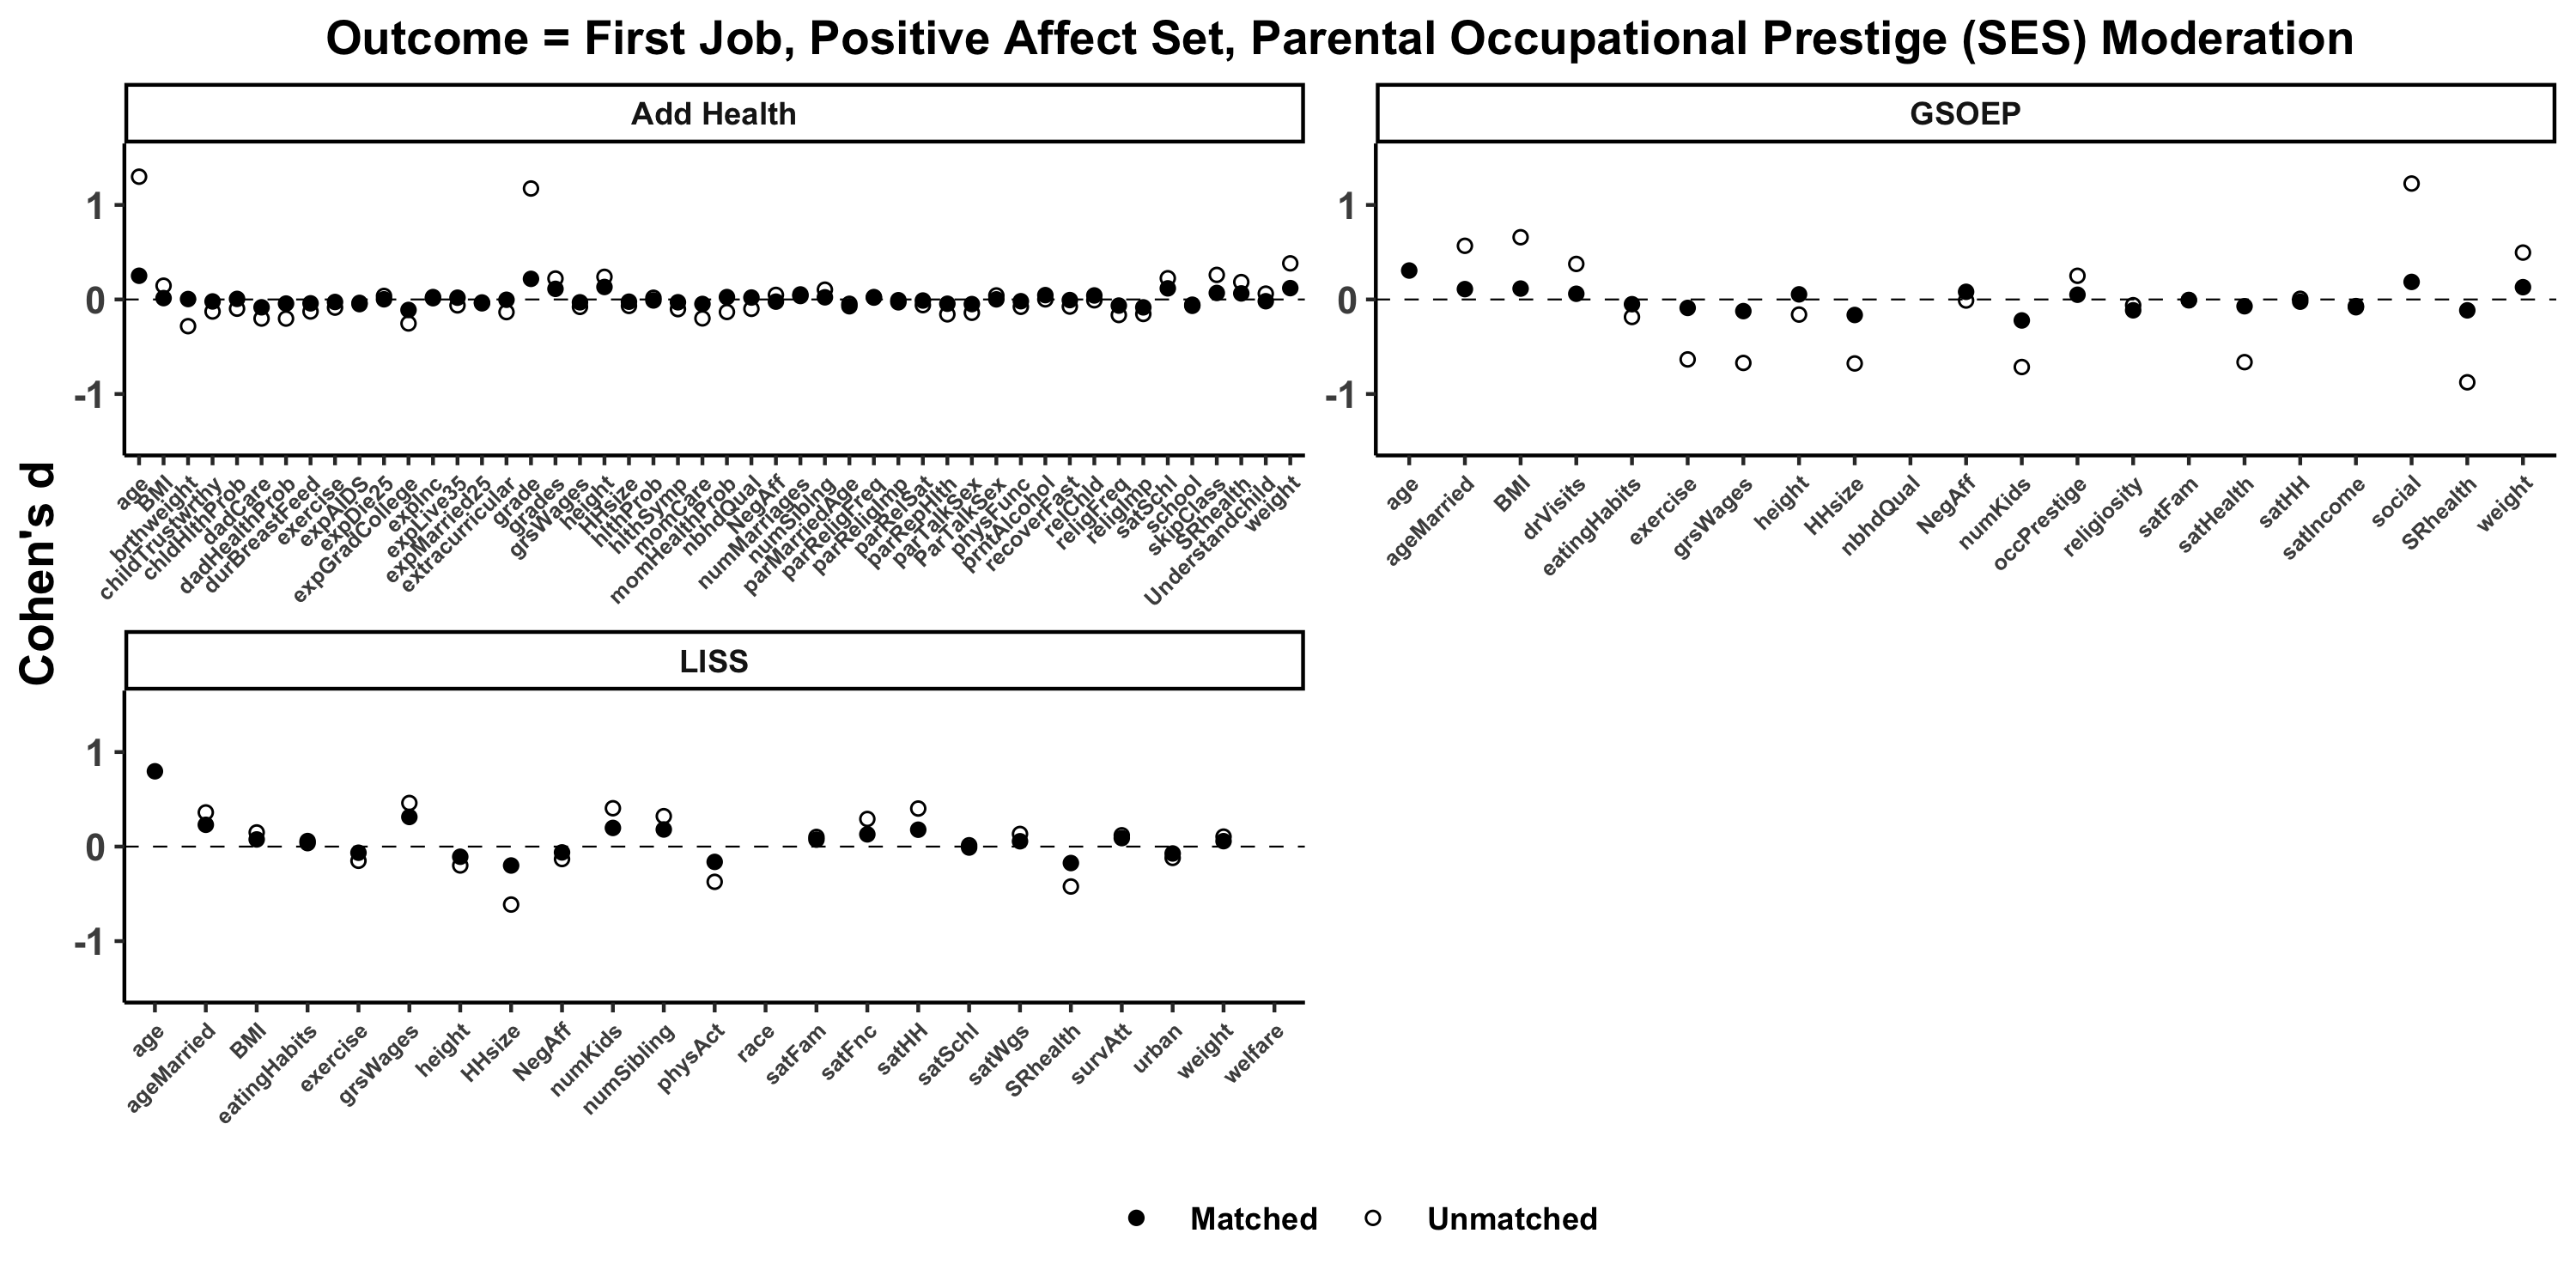 Outcome = First Job, Positive Affect Set, Parental Occupational Prestige (SES) Moderation
Cohen's d
Add Health
1
0
-1
age
BMI
brthweight
childTrustwrthy
chldHlthProb
dadCare
dadHealthProb
durBreastFeed
exercise
expAIDS
expDie25
expGradCollege
expInc
expLive35
expMarried25
extracurricular
grade
grades
grsWages
height
HHsize
hlthProb
hlthSymp
momCare
momHealthProb
nbhdQual
NegAff
numMarriages
numSibling
parMarriedAge
parReligFreq
parReligImp
parRelSat
parRepHlth
parTalkSex
ParTalkSex
physFunc
prntAlcohol
recoverFast
relChld
religFreq
religImp
satSchl
school
skipClass
SRhealth
Understandchild
weight
GSOEP
1
0
-1
age
ageMarried
BMI
drVisits
eatingHabits
exercise
grsWages
height
HHsize
nbhdQual
NegAff
numKids
occPrestige
religiosity
satFam
satHealth
satHH
satIncome
social
SRhealth
weight
LISS
1
0
-1
age
ageMarried
BMI
eatingHabits
exercise
grsWages
height
HHsize
NegAff
numKids
numSibling
physAct
race
satFam
satFnc
satHH
satSchl
satWgs
SRhealth
survAtt
urban
weight
welfare
Matched
Unmatched